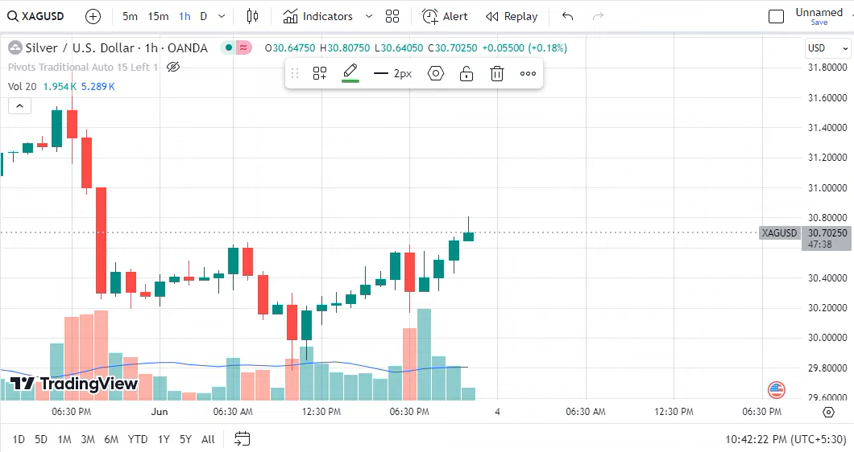 XAGUSD 5m 15m 1h D Indicators Alert Replay Unnamed
Save
Silver / U.S. Dollar · 1h · OANDA O30.64750 H30.80750 L30.64050 C30.70250 +0.05500 (+0.18%) USD
Pivots Traditional Auto 15 Left 1
2px
Vol 20 1.954K 5.289K
31.80000
31.60000
31.40000
31.20000
31.00000
30.80000
XAGUSD 30.70250
47:38
30.40000
30.20000
30.00000
29.80000
29.60000
TradingView
06:30 PM Jun 06:30 AM 12:30 PM 06:30 PM 4 06:30 AM 12:30 PM 06:30 PM
1D 5D 1M 3M 6M YTD 1Y 5Y All 10:42:22 PM (UTC+5:30)